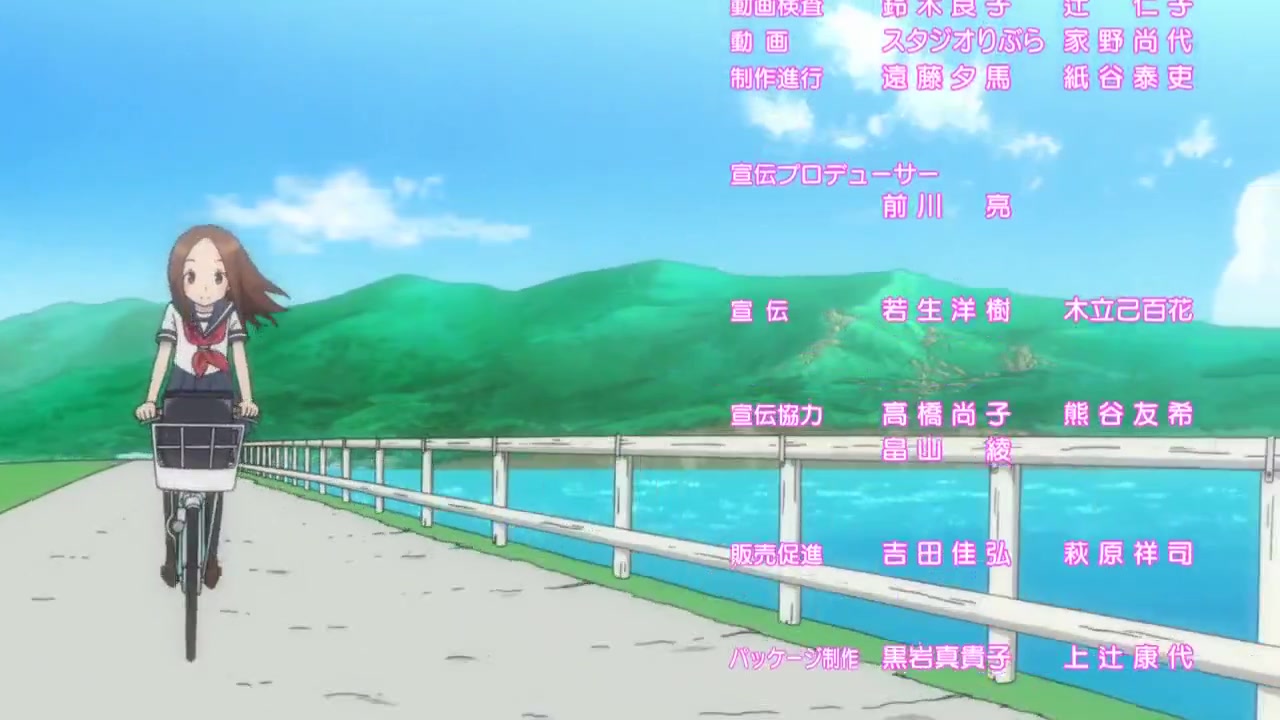 動画検査 鈴木良子 辻 仁子
動画 スタジオりぶら 家野尚代
制作進行 遠藤夕馬 紙谷泰吏
宣伝プロデューサー
前川 亮
宣伝 若生洋樹 木立己百花
宣伝協力 高橋尚子 熊谷友希
畠山 綾
販売促進 吉田佳弘 萩原祥司
パッケージ制作 黒岩真貴子 上辻康代